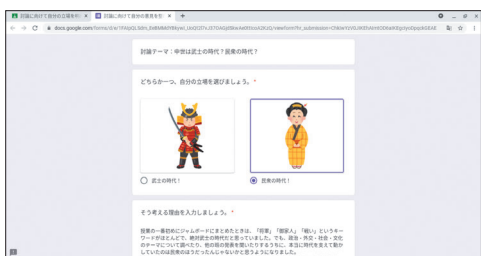 討論に向けて自分の立場を明
討論に向けて自分の意見を整
docs.google.com/forms/d/e/
討論テーマ：中世は武士の時代？民衆の時代？
どちらか一つ、自分の立場を選びましょう。*
武士の時代！
民衆の時代！
そう考える理由を入力しましょう。*
授業の一番初めにジャムボードにまとめたときは、「将軍」「御家人」「戦い」というキー
ワードがほとんどで、絶対武士の時代だと思っていました。でも、政治・外交・社会・文化
のテーマについて調べたり、他の班の発表を聞いたりするうちに、本当に時代を支えて動か
していたのは民衆のほうだったんじゃないかと思うようになりました。